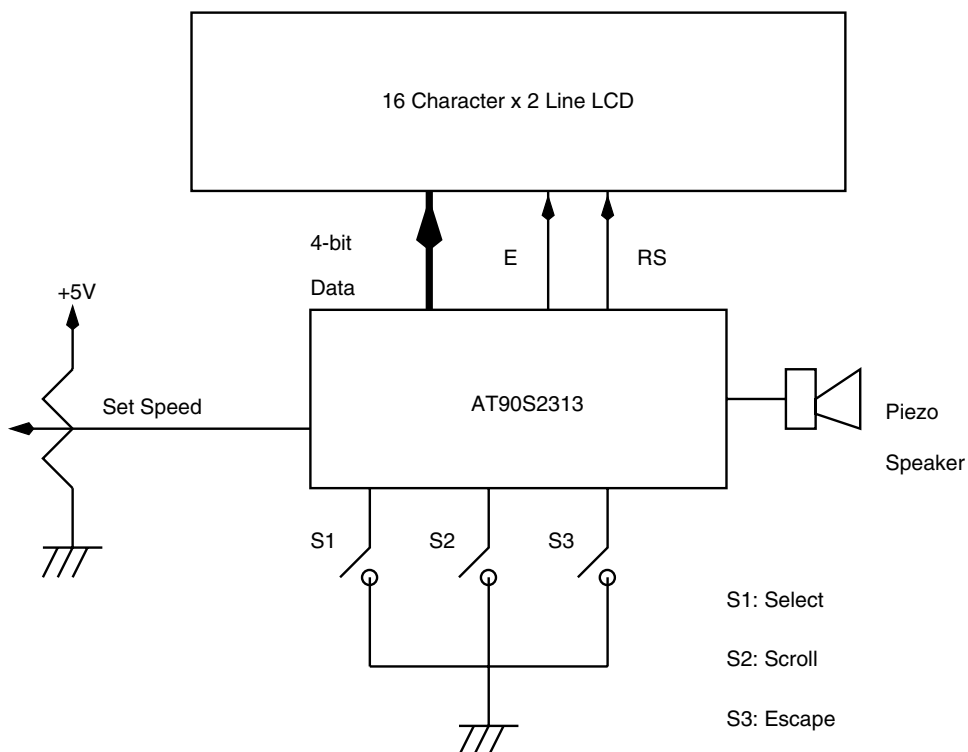 16 Character x 2 Line LCD
4-bit
Data
E
RS
+5V
Set Speed
AT90S2313
Piezo
Speaker
S1
S2
S3
S1: Select
S2: Scroll
S3: Escape